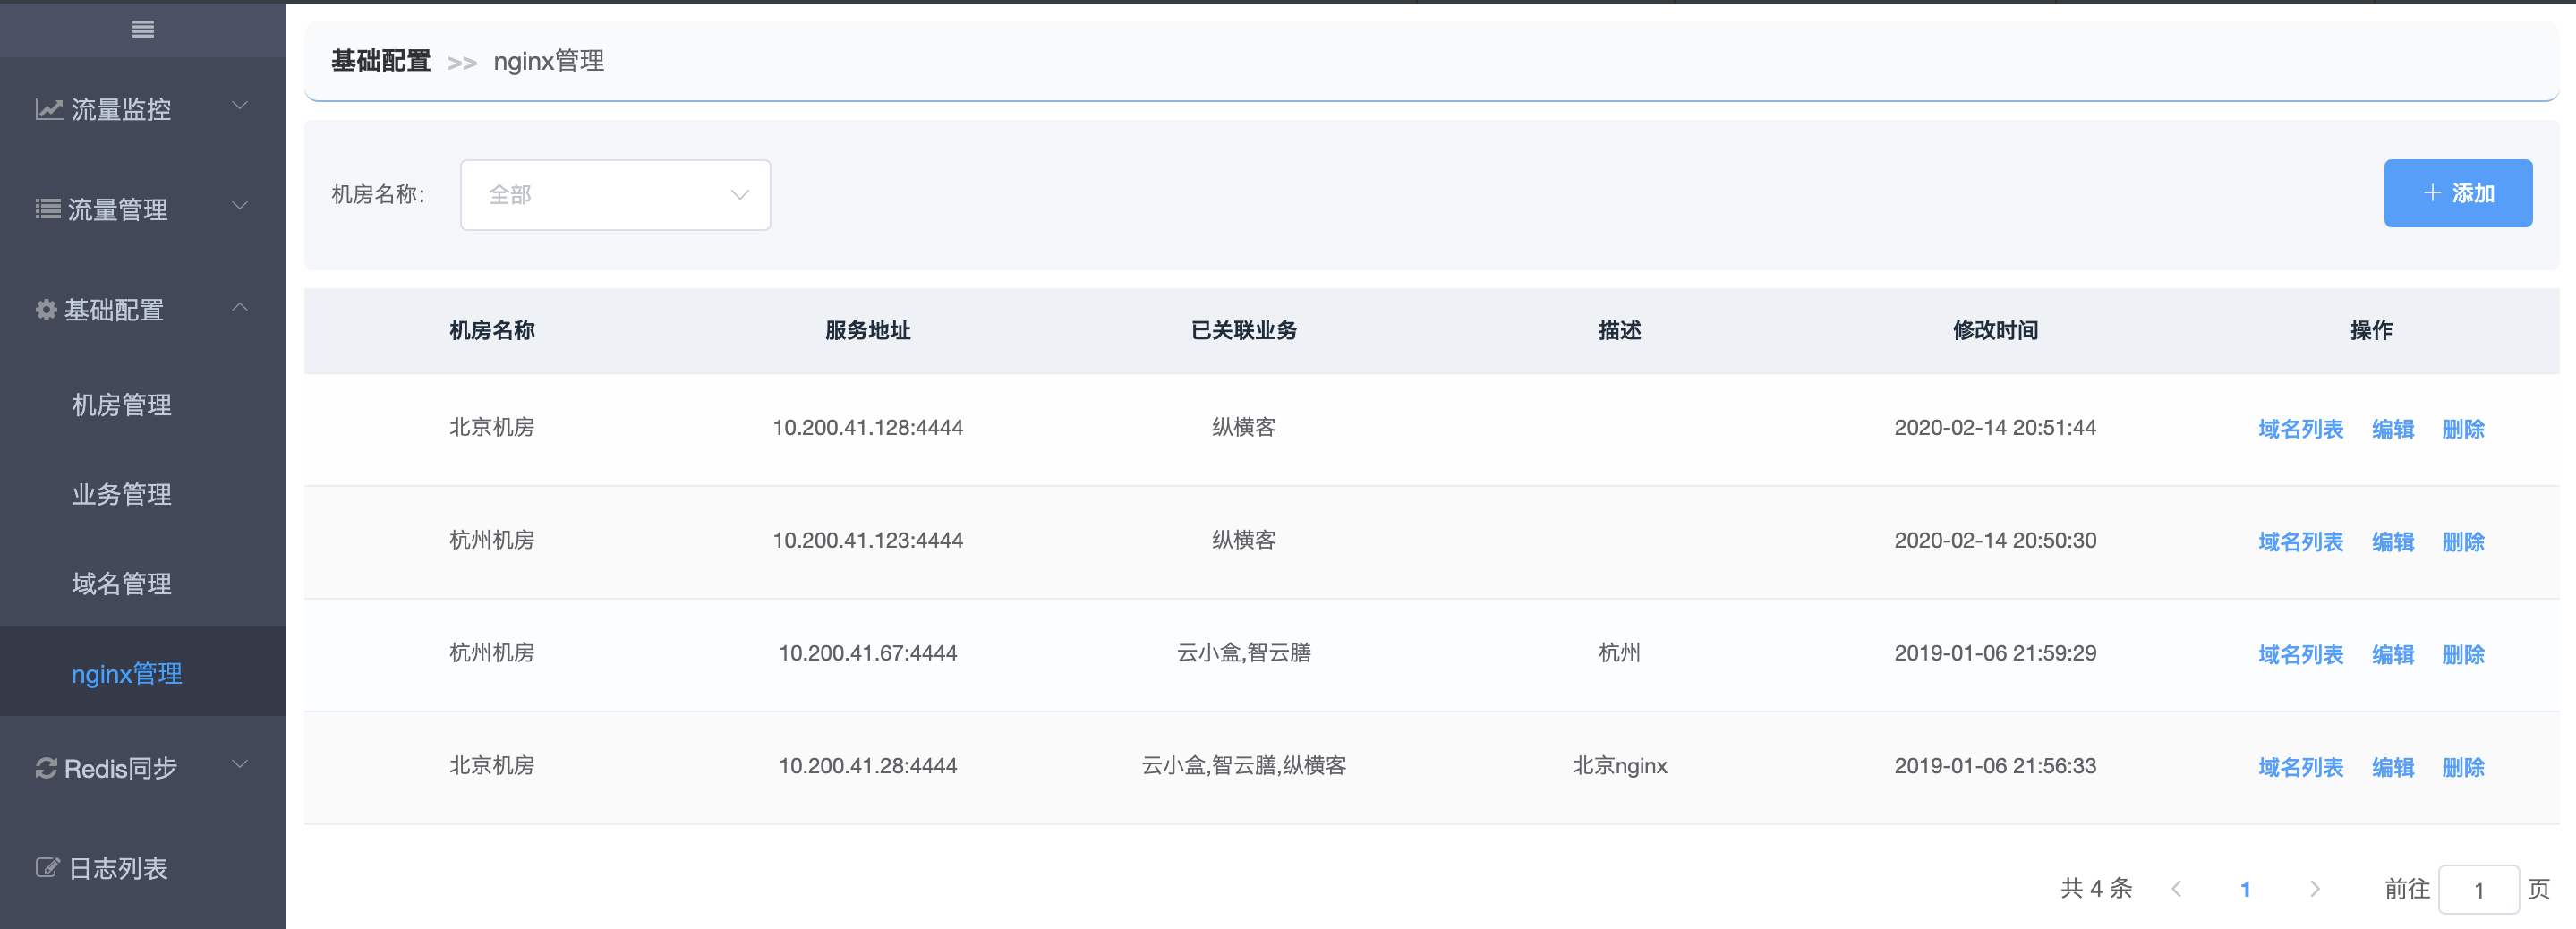 流量监控
流量管理
基础配置
机房管理
业务管理
域名管理
nginx管理
Redis同步
日志列表
基础配置 >> nginx管理
机房名称: 全部
+ 添加
机房名称 服务地址 已关联业务 描述 修改时间 操作
北京机房 10.200.41.128:4444 纵横客 2020-02-14 20:51:44 域名列表 编辑 删除
杭州机房 10.200.41.123:4444 纵横客 2020-02-14 20:50:30 域名列表 编辑 删除
杭州机房 10.200.41.67:4444 云小盒,智云膳 杭州 2019-01-06 21:59:29 域名列表 编辑 删除
北京机房 10.200.41.28:4444 云小盒,智云膳,纵横客 北京nginx 2019-01-06 21:56:33 域名列表 编辑 删除
共 4 条 < 1 > 前往 1 页